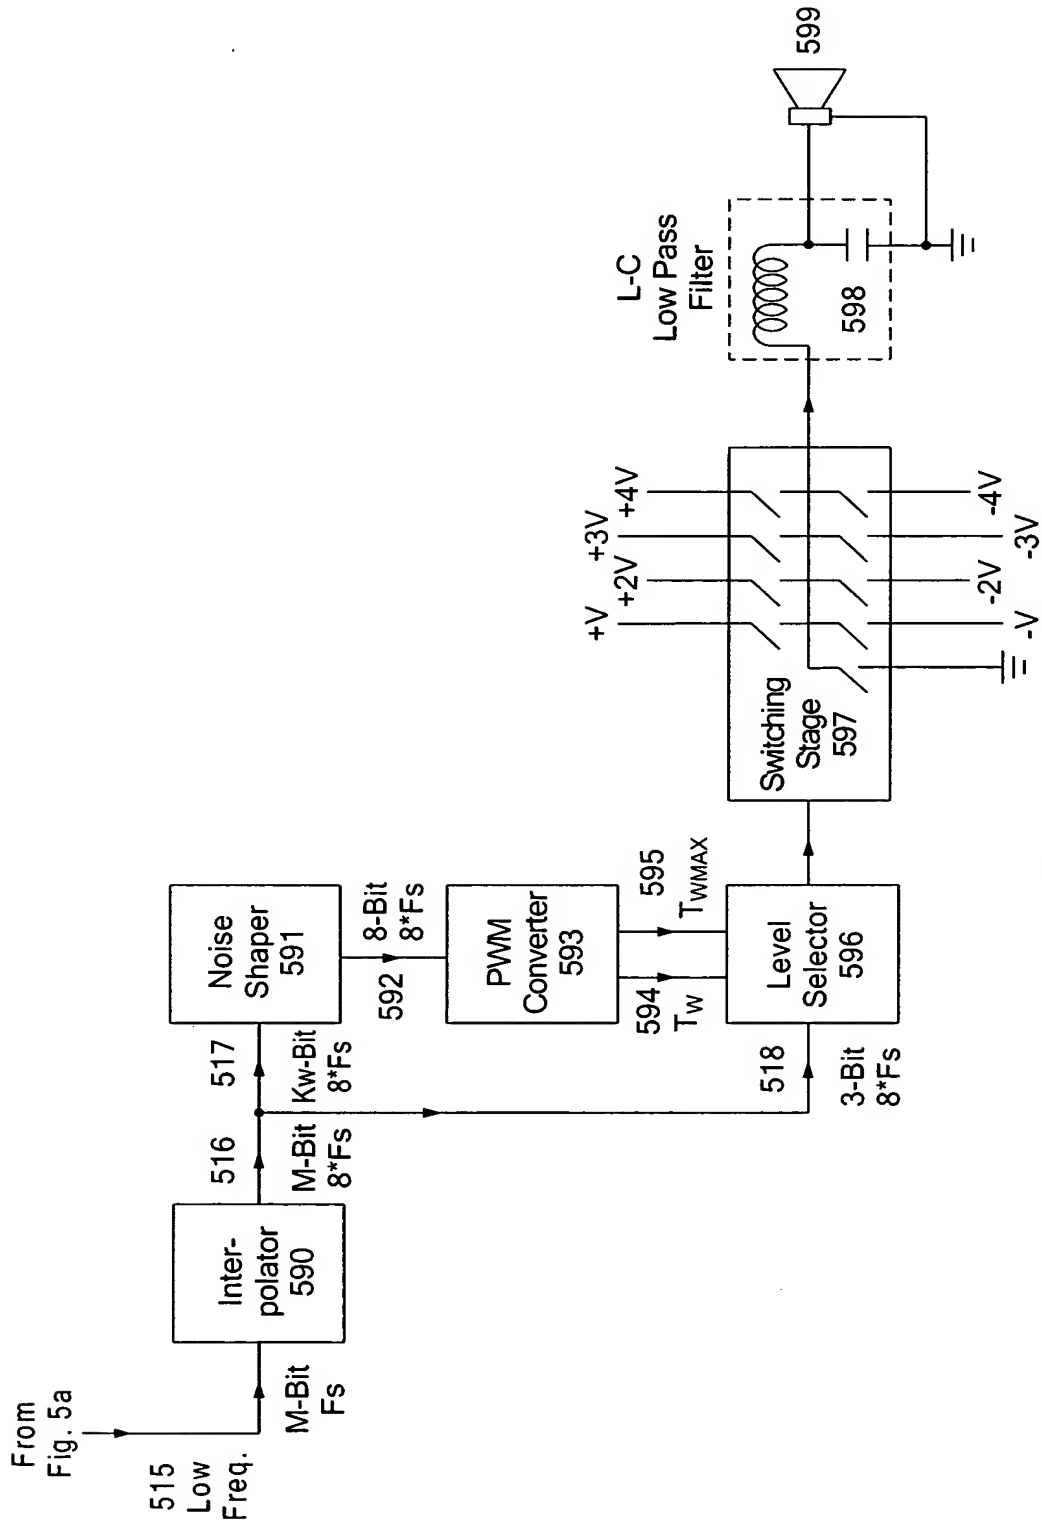 From
Fig. 5a
515
Low
Freq.
M-Bit
Fs
Inter-
polator
590
516
M-Bit
8*Fs
517
Kw-Bit
8*Fs
Noise
Shaper
591
592
8-Bit
8*Fs
PWM
Converter
593
594
TW
595
TWMAX
518
3-Bit
8*Fs
Level
Selector
596
Switching
Stage
597
+V
+2V
+3V
+4V
-V
-2V
-3V
-4V
L-C
Low Pass
Filter
598
599